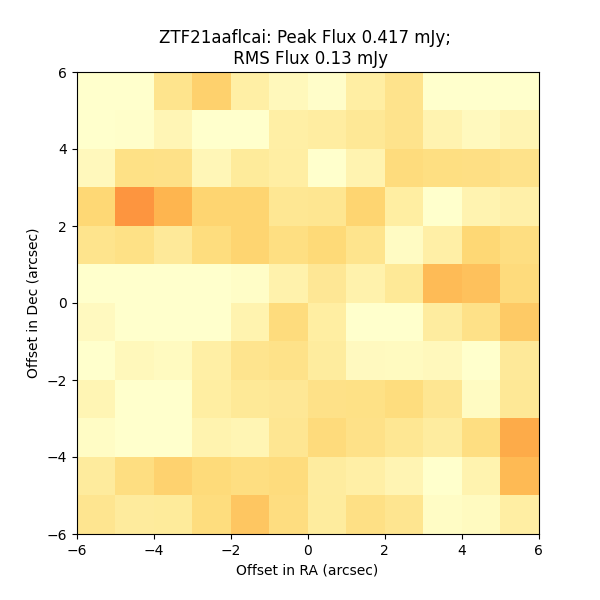 ZTF21aaflcai: Peak Flux 0.417 mJy;
RMS Flux 0.13 mJy
6
4
2
0
−2
−4
−6
Offset in Dec (arcsec)
−6 −4 −2 0 2 4 6
Offset in RA (arcsec)